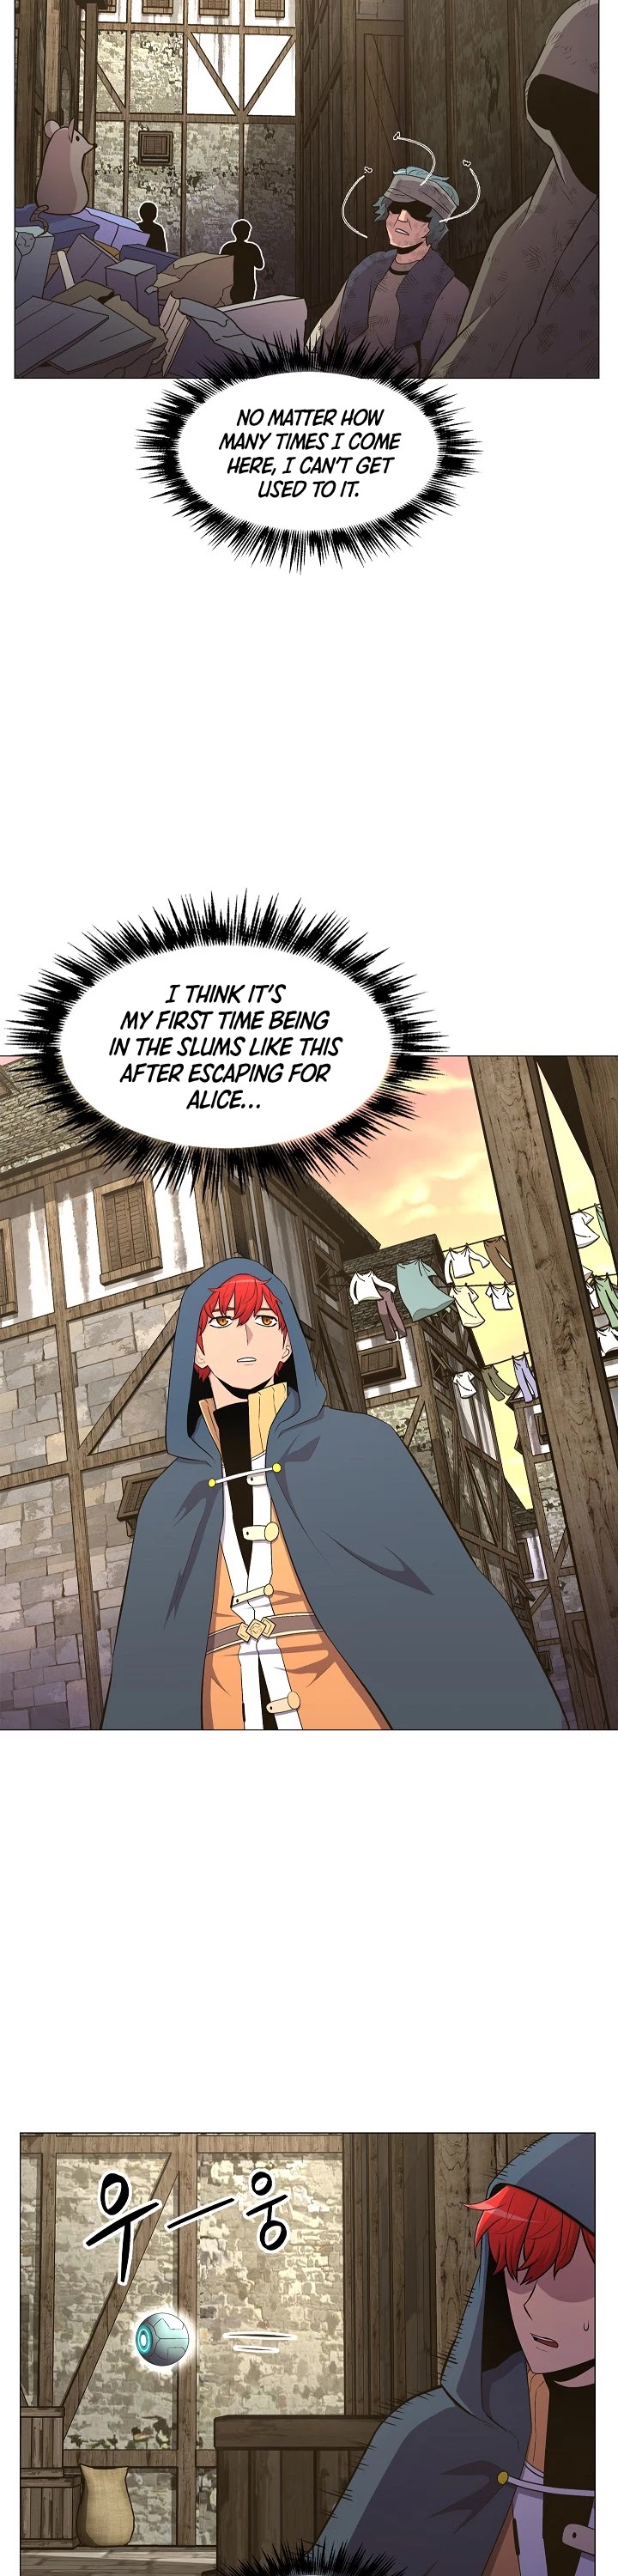 NO MATTER HOW
MANY TIMES I COME
HERE, I CAN'T GET
USED TO IT.
I THINK IT'S
MY FIRST TIME BEING
IN THE SLUMS LIKE THIS
AFTER ESCAPING FOR
ALICE...
우ー웅